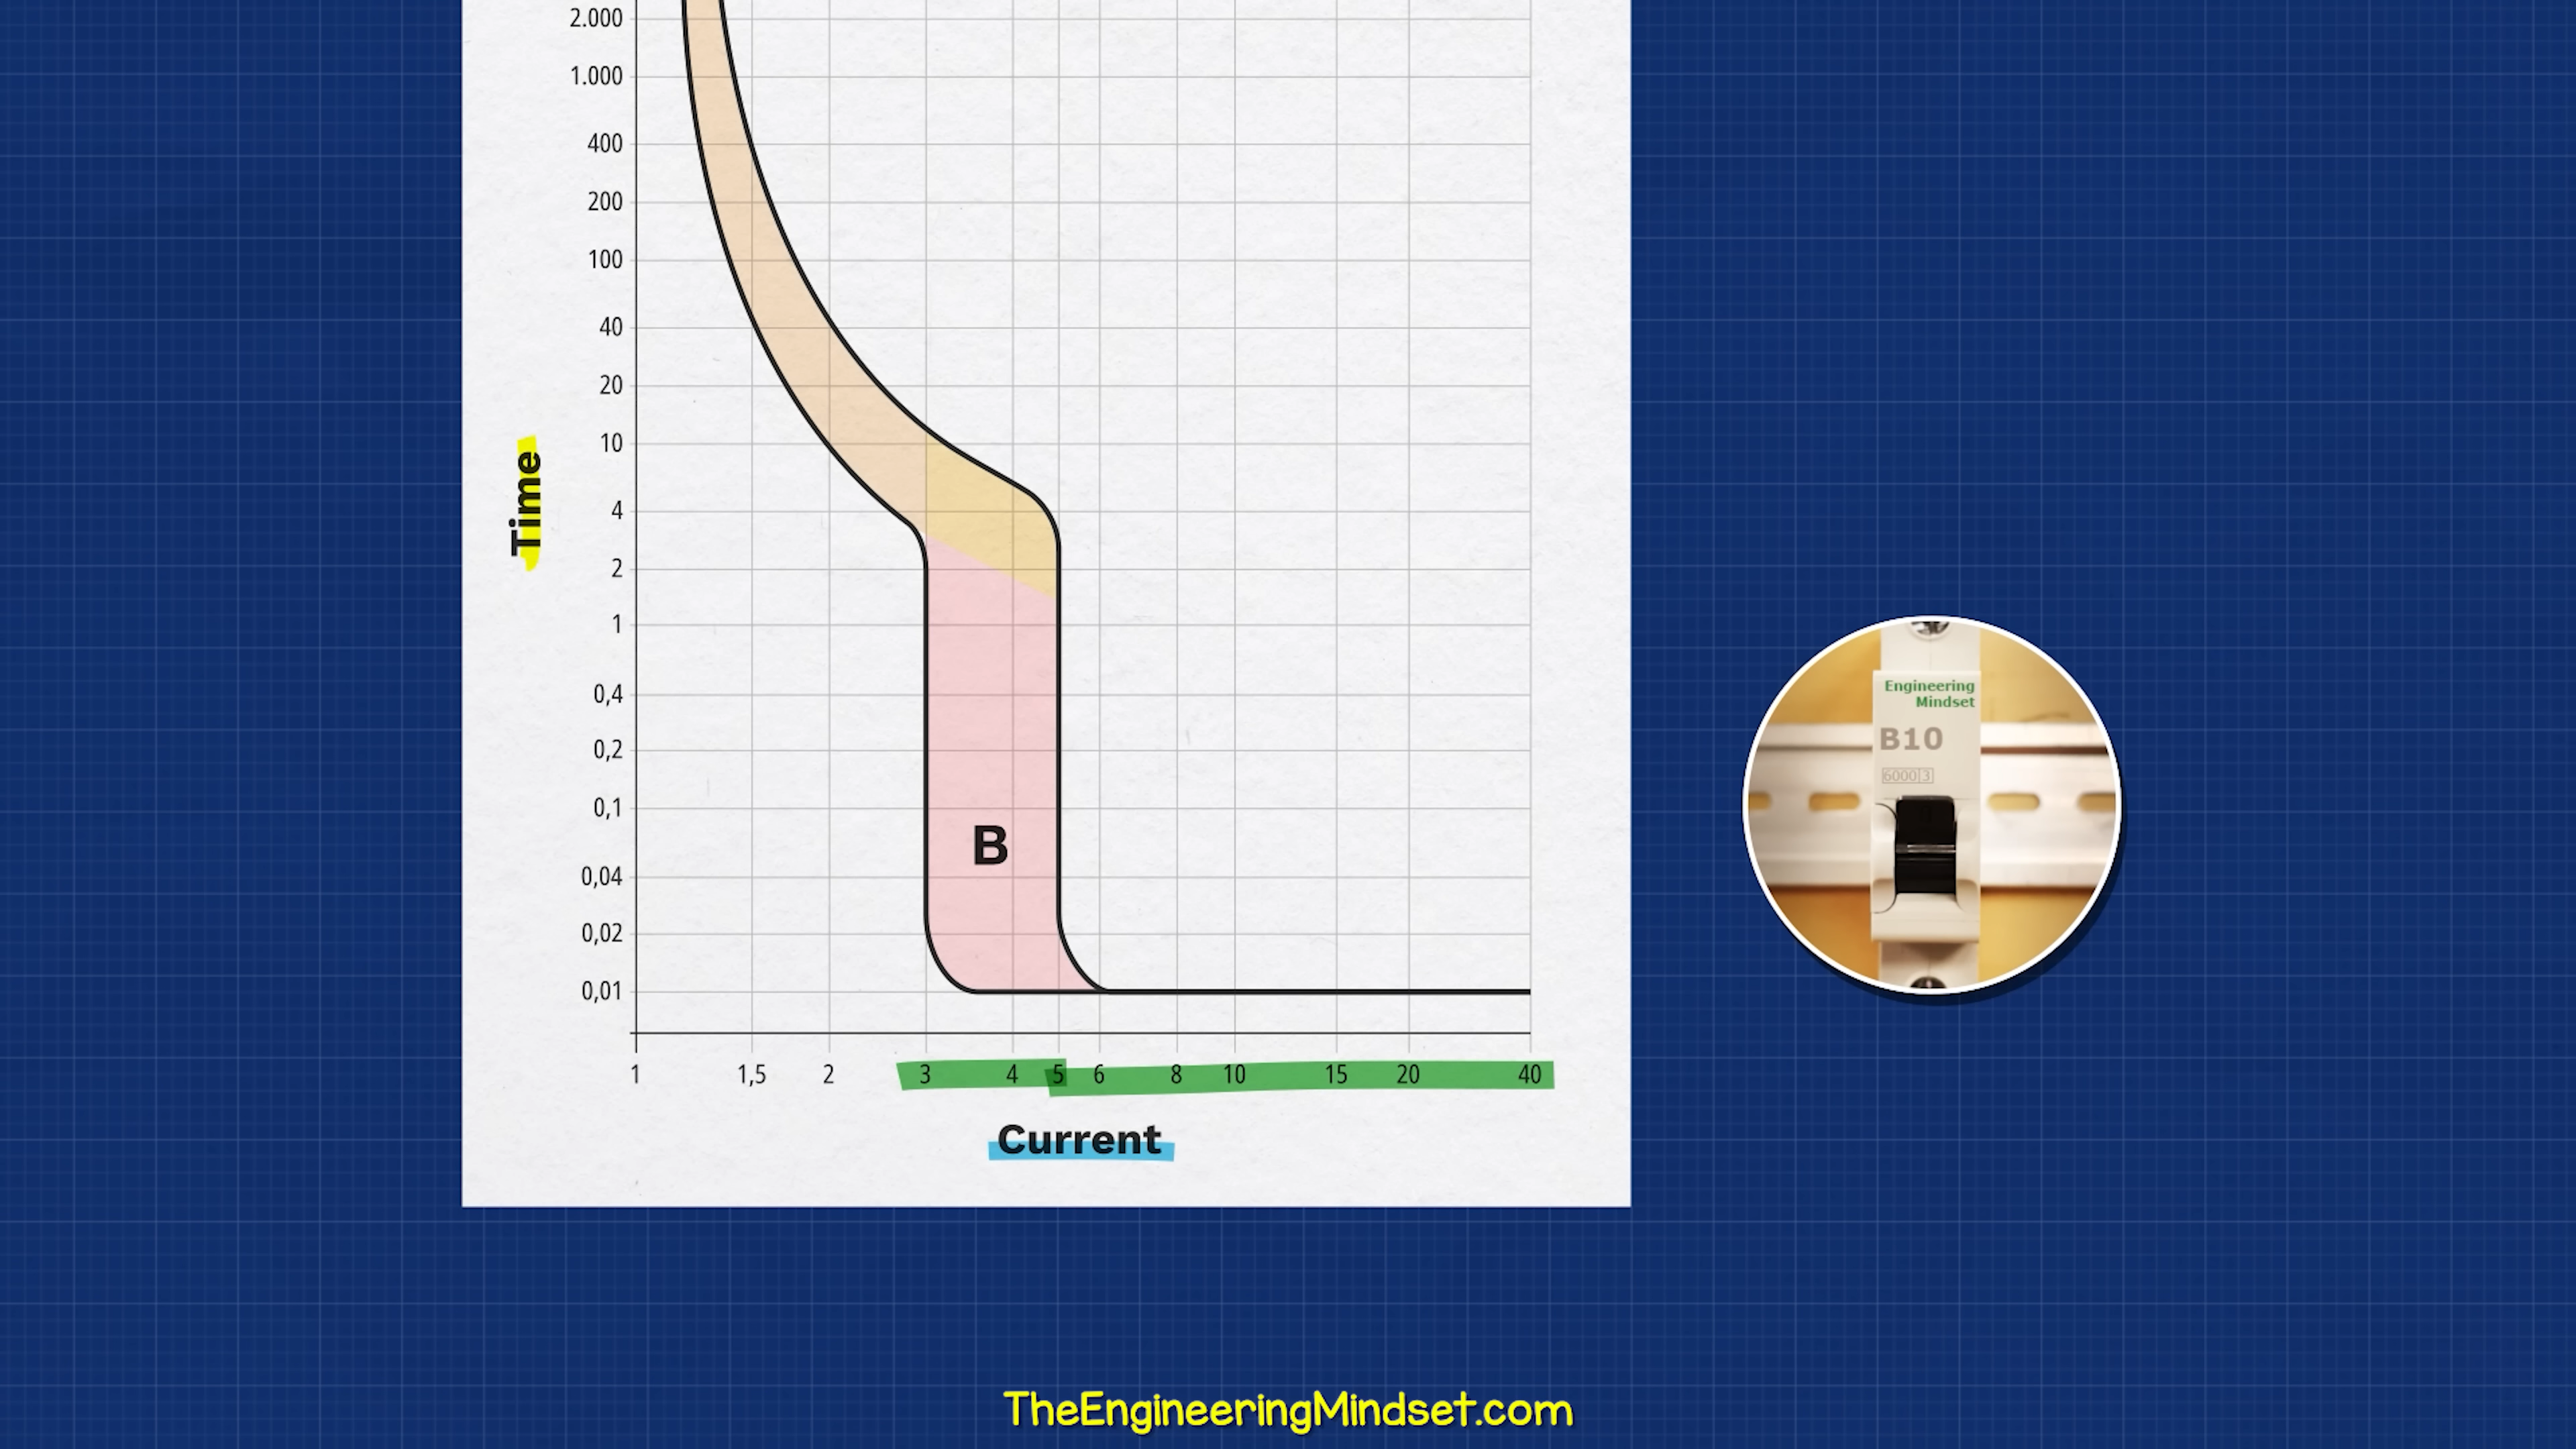 2.000
1.000
400
200
100
40
20
10
4
2
1
0,4
0,2
0,1
0,04
0,02
0,01
Time
B
1 1,5 2 3 4 5 6 8 10 15 20 40
Current
Engineering
Mindset
B10
6000 3
TheEngineeringMindset.com